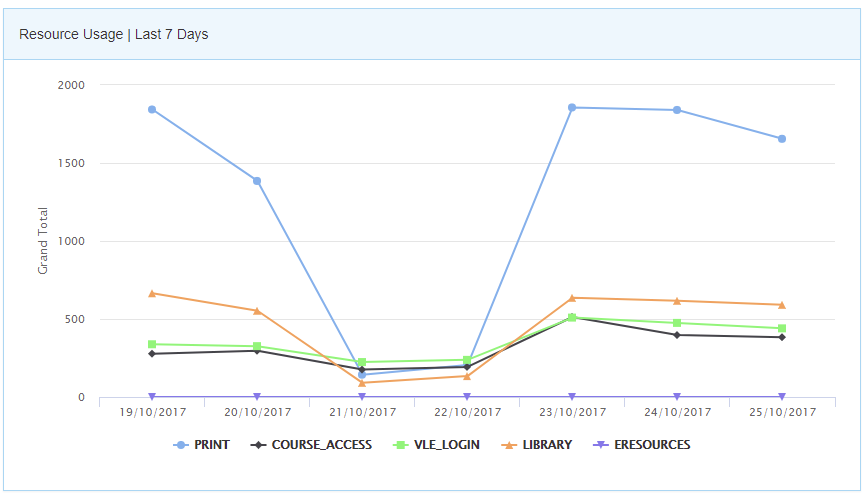 Resource Usage | Last 7 Days
2000
1500
1000
500
0
Grand Total
19/10/2017 20/10/2017 21/10/2017 22/10/2017 23/10/2017 24/10/2017 25/10/2017
PRINT COURSE_ACCESS VLE_LOGIN LIBRARY ERESOURCES